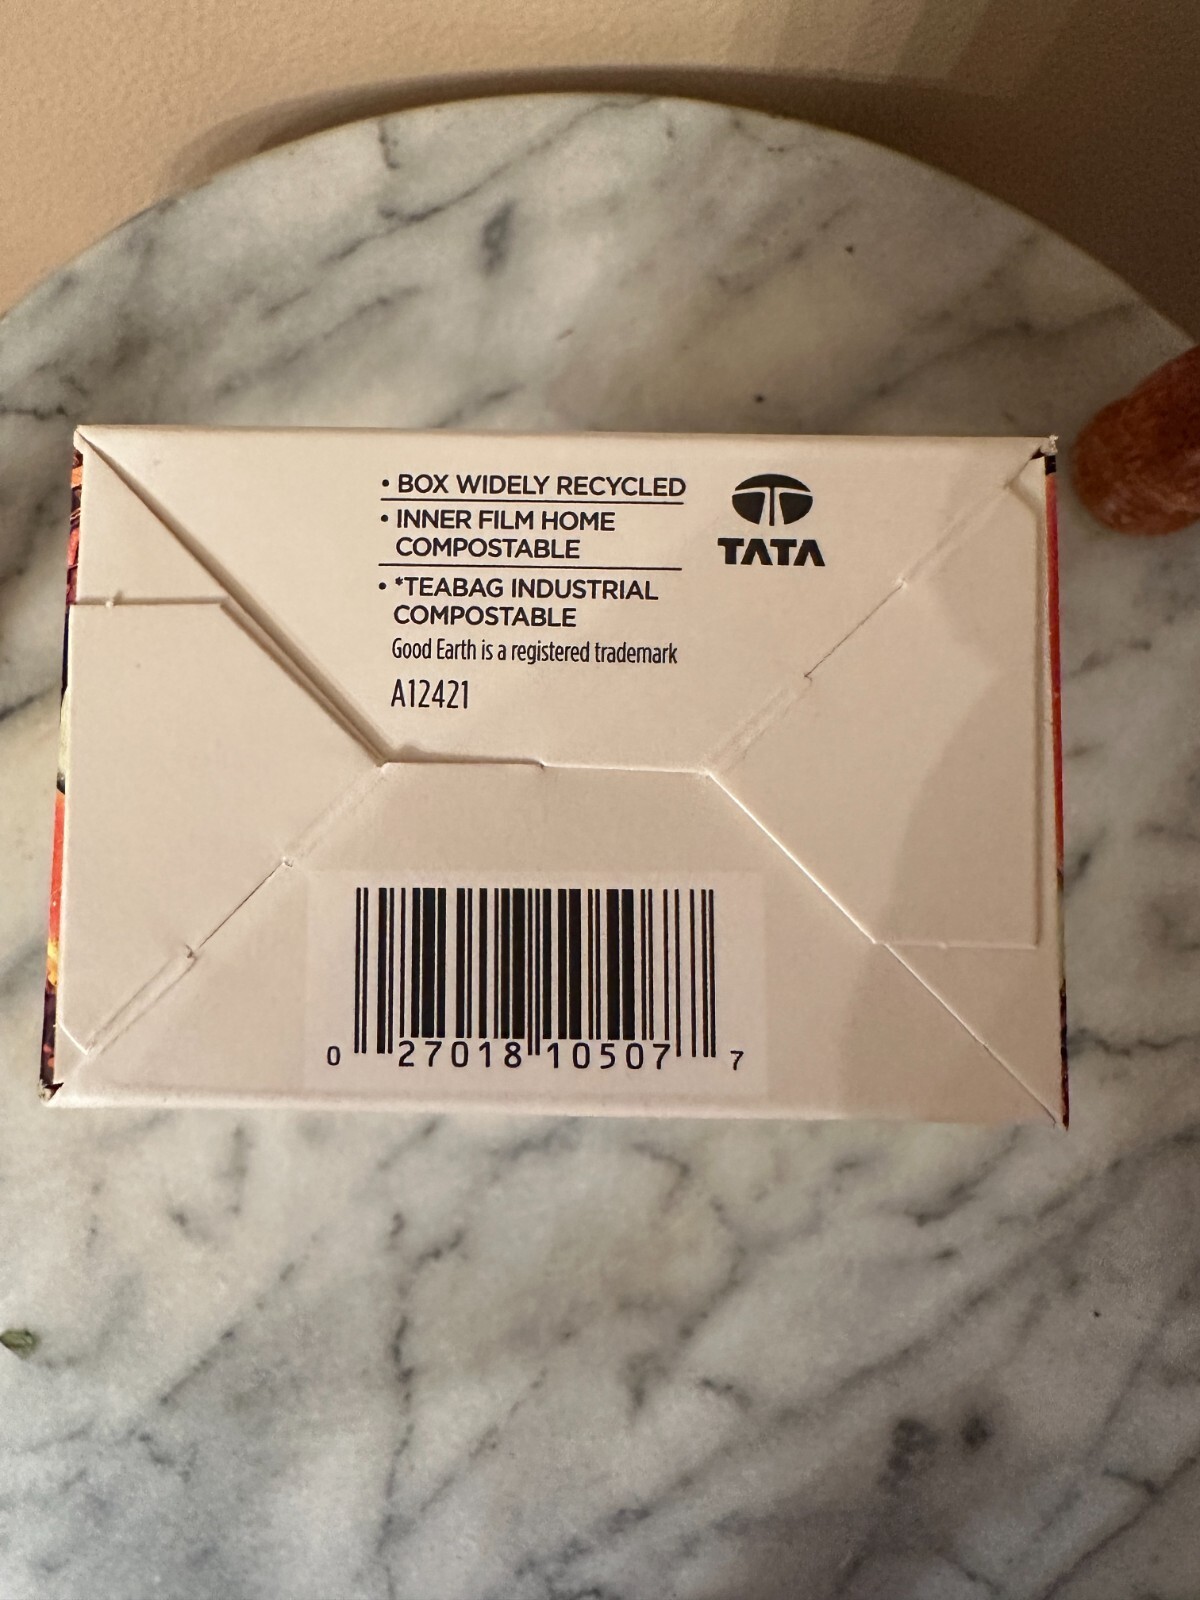 • BOX WIDELY RECYCLED
• INNER FILM HOME
COMPOSTABLE
• *TEABAG INDUSTRIAL
COMPOSTABLE
Good Earth is a registered trademark
A12421
TATA
0 27018 10507 7